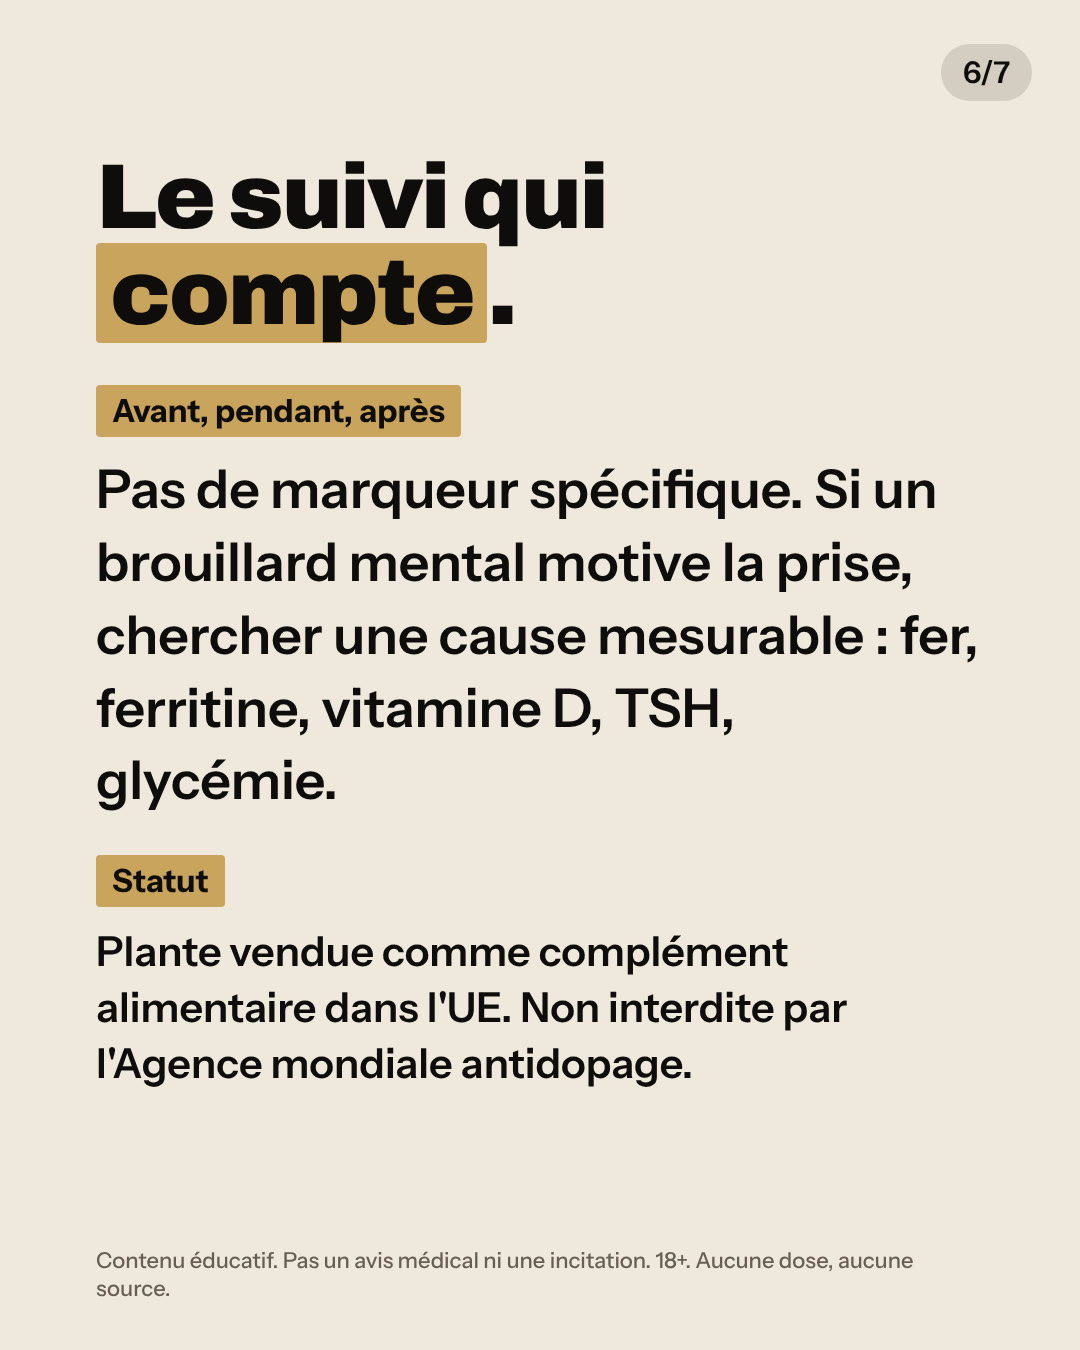 6/7
Le suivi qui
compte.
Avant, pendant, après
Pas de marqueur spécifique. Si un
brouillard mental motive la prise,
chercher une cause mesurable : fer,
ferritine, vitamine D, TSH,
glycémie.
Statut
Plante vendue comme complément
alimentaire dans l'UE. Non interdite par
l'Agence mondiale antidopage.
Contenu éducatif. Pas un avis médical ni une incitation. 18+. Aucune dose, aucune
source.